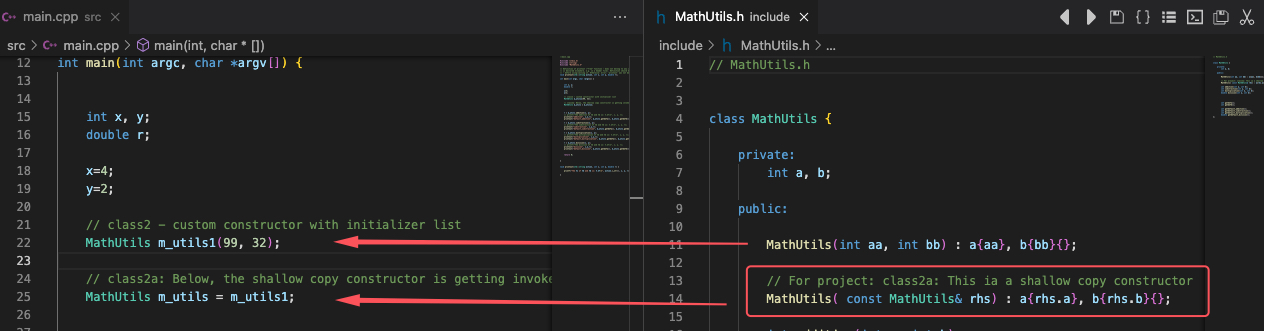 main.cpp src
src > main.cpp > main(int, char * [])
12 int main(int argc, char *argv[]) {
13
14
15 int x, y;
16 double r;
17
18 x=4;
19 y=2;
20
21 // class2 - custom constructor with initializer list
22 MathUtils m_utils1(99, 32);
23
24 // class2a: Below, the shallow copy constructor is getting invoke
25 MathUtils m_utils = m_utils1;
26
27
MathUtils.h include
include > MathUtils.h > ...
1 // MathUtils.h
2
3
4 class MathUtils {
5
6 private:
7 int a, b;
8
9 public:
10
11 MathUtils(int aa, int bb) : a{aa}, b{bb}{};
12
13 // For project: class2a: This ia a shallow copy constructor
14 MathUtils( const MathUtils& rhs) : a{rhs.a}, b{rhs.b}{};
15